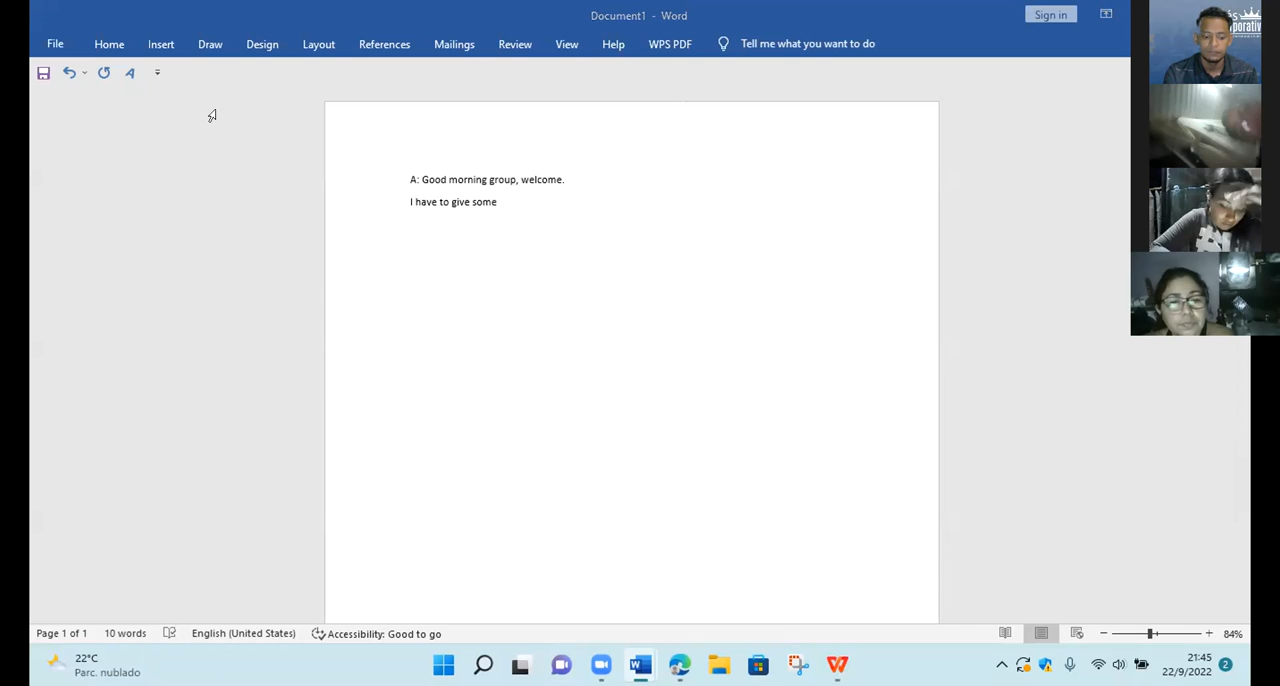 Document1 - Word
Sign in
File Home Insert Draw Design Layout References Mailings Review View Help WPS PDF Tell me what you want to do
A: Good morning group, welcome.
I have to give some
Page 1 of 1 10 words English (United States) Accessibility: Good to go 84%
22°C
Parc. nublado
21:45
22/9/2022
2